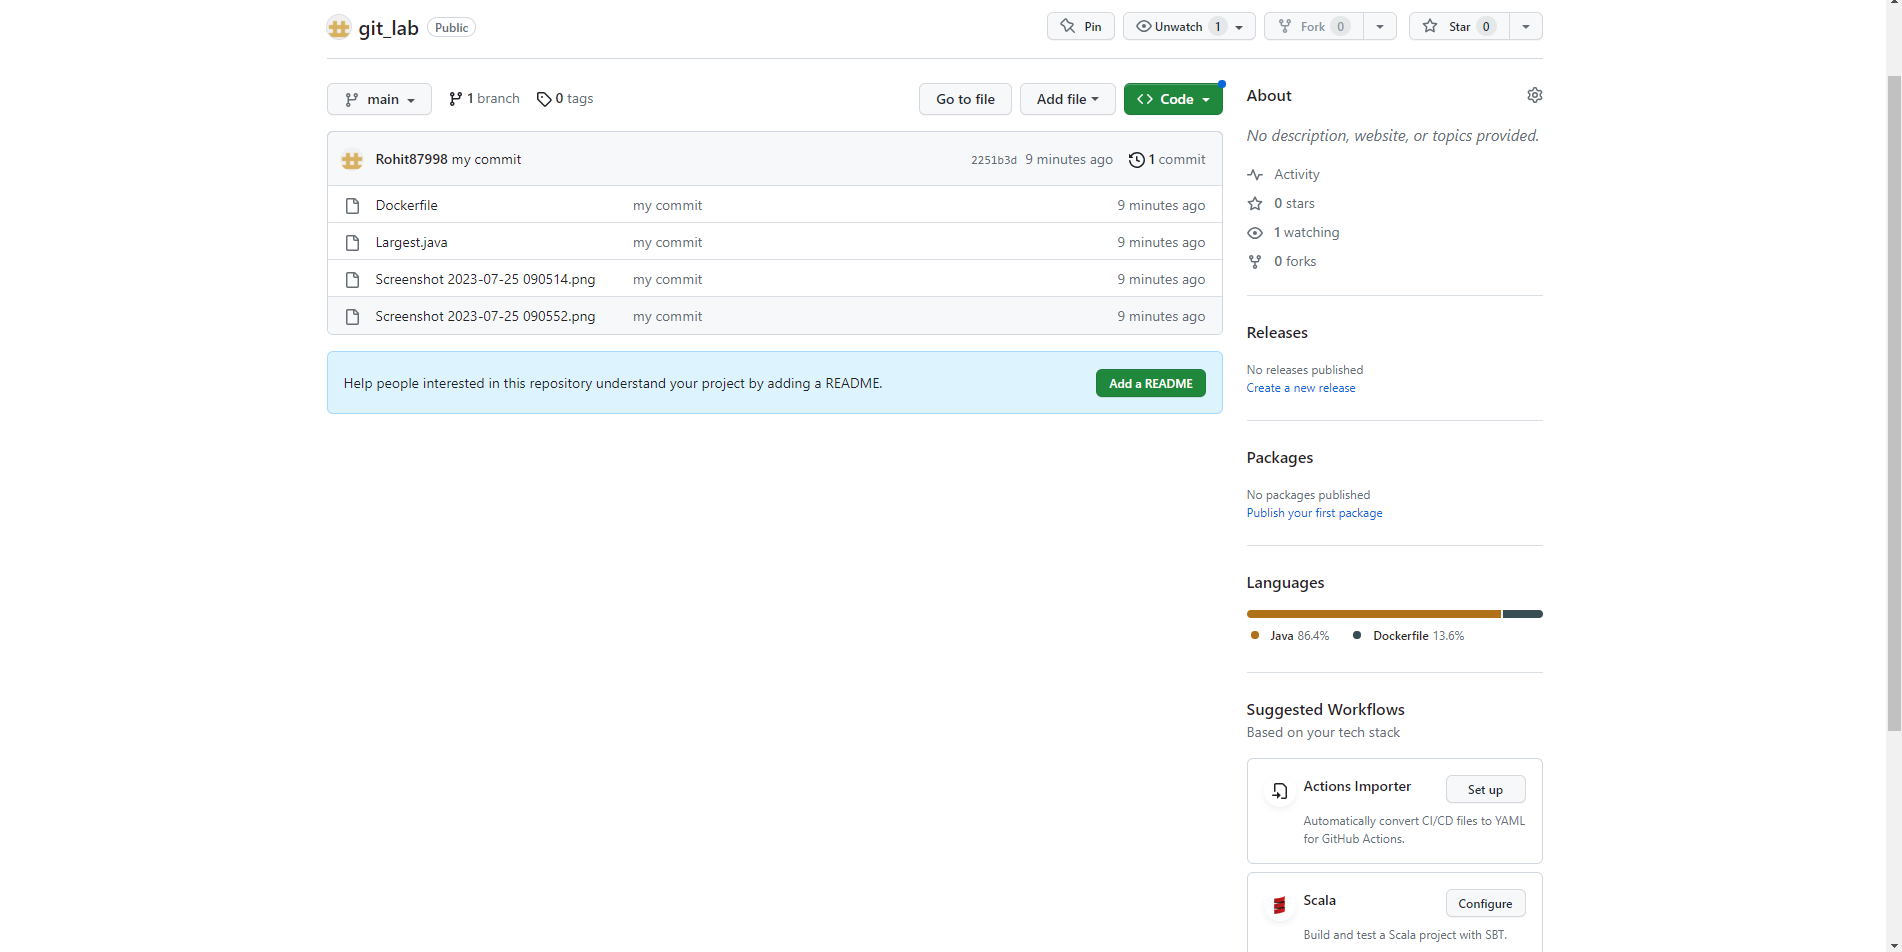 git_lab Public
Pin Unwatch 1 Fork 0 Star 0
main 1 branch 0 tags Go to file Add file <> Code
Rohit87998 my commit 2251b3d 9 minutes ago 1 commit
Dockerfile my commit 9 minutes ago
Largest.java my commit 9 minutes ago
Screenshot 2023-07-25 090514.png my commit 9 minutes ago
Screenshot 2023-07-25 090552.png my commit 9 minutes ago
Help people interested in this repository understand your project by adding a README. Add a README
About
No description, website, or topics provided.
Activity
0 stars
1 watching
0 forks
Releases
No releases published
Create a new release
Packages
No packages published
Publish your first package
Languages
Java 86.4% Dockerfile 13.6%
Suggested Workflows
Based on your tech stack
Actions Importer Set up
Automatically convert CI/CD files to YAML
for GitHub Actions.
Scala Configure
Build and test a Scala project with SBT.